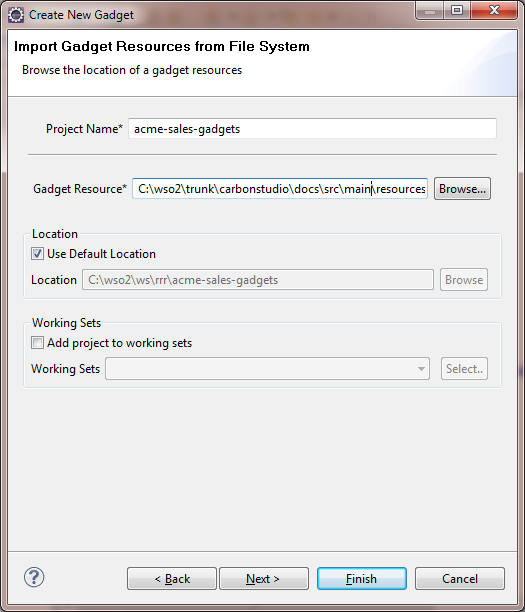 Create New Gadget
Import Gadget Resources from File System
Browse the location of a gadget resources
Project Name* acme-sales-gadgets
Gadget Resource* C:\wso2\trunk\carbonstudio\docs\src\main\resources Browse...
Location
Use Default Location
Location C:\wso2\ws\rrr\acme-sales-gadgets Browse
Working Sets
Add project to working sets
Working Sets Select..
? < Back Next > Finish Cancel